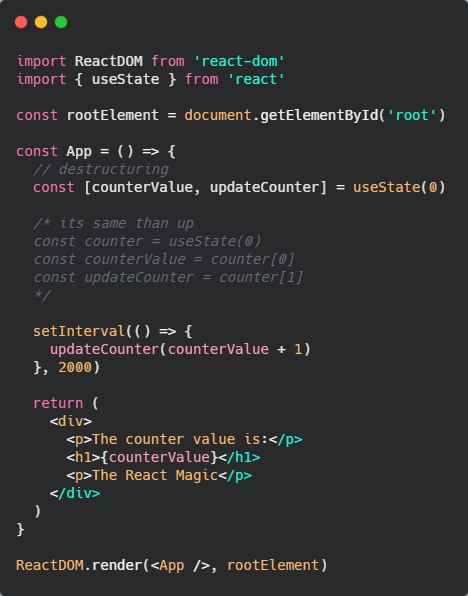 import ReactDOM from 'react-dom'
import { useState } from 'react'
const rootElement = document.getElementById('root')
const App = () => {
// destructuring
const [counterValue, updateCounter] = useState(0)
/* its same than up
const counter = useState(0)
const counterValue = counter[0]
const updateCounter = counter[1]
*/
setInterval(() => {
updateCounter(counterValue + 1)
}, 2000)
return (
<div>
<p>The counter value is:</p>
<h1>{counterValue}</h1>
<p>The React Magic</p>
</div>
)
}
ReactDOM.render(<App />, rootElement)